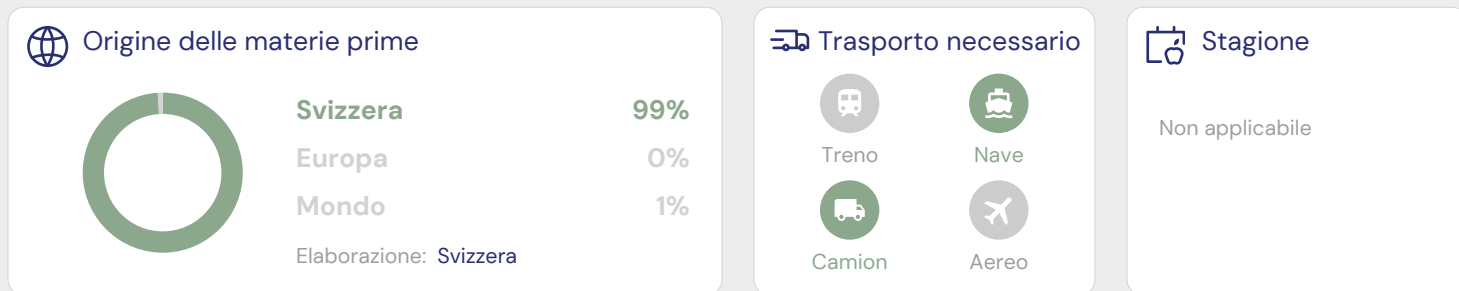 Origine delle materie prime
Svizzera 99%
Europa 0%
Mondo 1%
Elaborazione: Svizzera
Trasporto necessario
Treno Nave
Camion Aereo
Stagione
Non applicabile